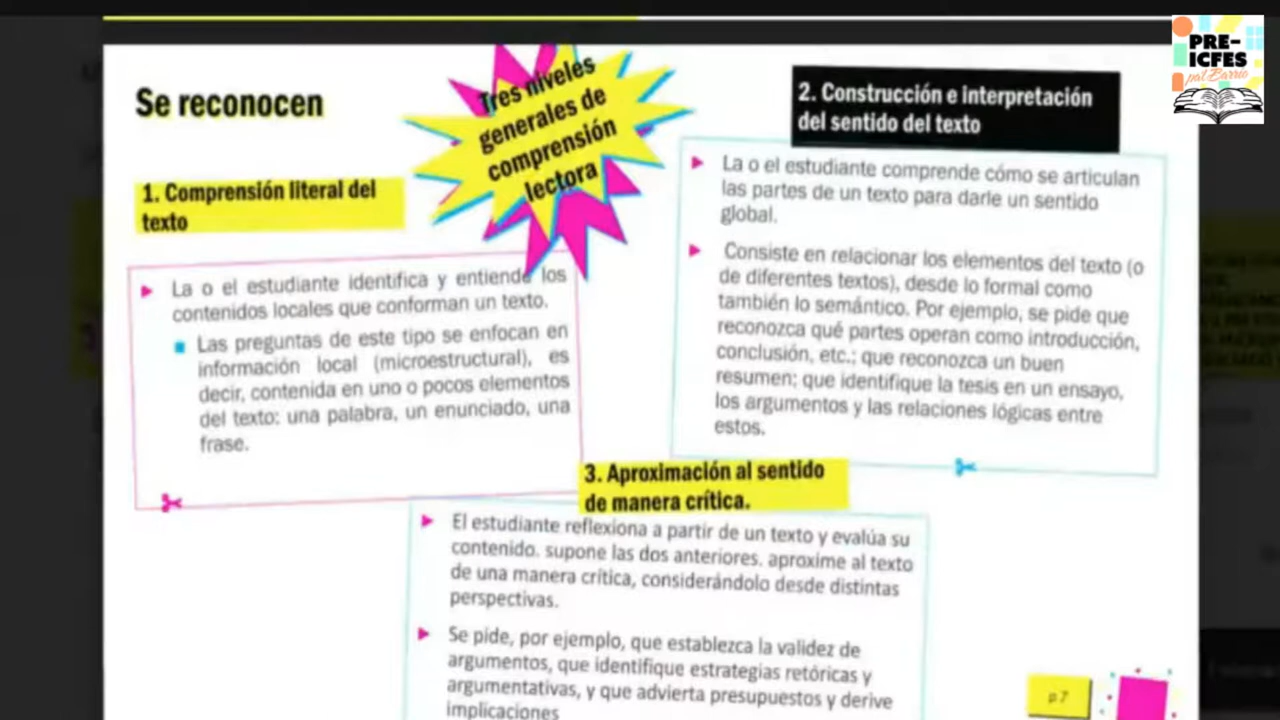 PRE-
ICFES
pal Barrio
Se reconocen
Tres niveles
generales de
comprensión
lectora
1. Comprensión literal del
texto
La o el estudiante identifica y entiende los
contenidos locales que conforman un texto.
Las preguntas de este tipo se enfocan en
información local (microestructural), es
decir, contenida en uno o pocos elementos
del texto: una palabra, un enunciado, una
frase.
2. Construcción e interpretación
del sentido del texto
La o el estudiante comprende cómo se articulan
las partes de un texto para darle un sentido
global.
Consiste en relacionar los elementos del texto (o
de diferentes textos), desde lo formal como
también lo semántico. Por ejemplo, se pide que
reconozca qué partes operan como introducción,
conclusión, etc.; que reconozca un buen
resumen; que identifique la tesis en un ensayo,
los argumentos y las relaciones lógicas entre
estos.
3. Aproximación al sentido
de manera crítica.
El estudiante reflexiona a partir de un texto y evalúa su
contenido. supone las dos anteriores. aproxime al texto
de una manera crítica, considerándolo desde distintas
perspectivas.
Se pide, por ejemplo, que establezca la validez de
argumentos, que identifique estrategias retóricas y
argumentativas, y que advierta presupuestos y derive
implicaciones
p.7